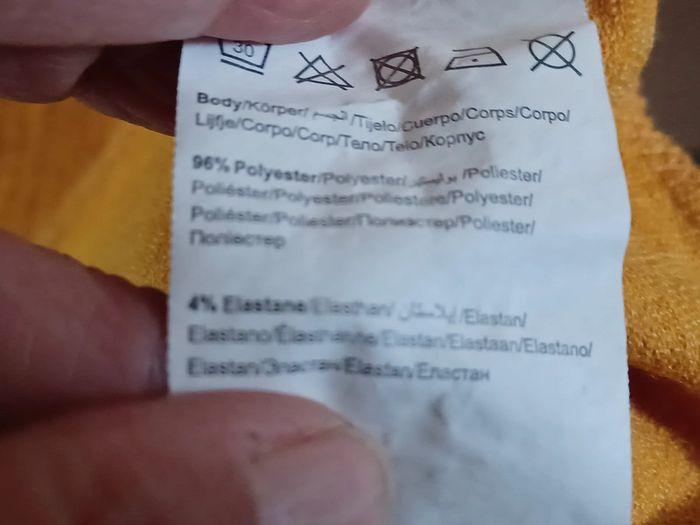 30
Body/Körper/الجسم/Tijelo/Cuerpo/Corps/Corpo/
Lijfje/Corpo/Corp/Тело/Telo/Корпус
96% Polyester/Polyester/بوليستر/Poliester/
Poliéster/Polyester/Poliestere/Polyester/
Poliéster/Poliester/Полиэстер/Poliester/
Поліестер
4% Elastane/Elasthan/إيلاستان/Elastan/
Elastano/Élasthanne/Elastan/Elastaan/Elastano/
Elastan/Эластан/Elastan/Еластан